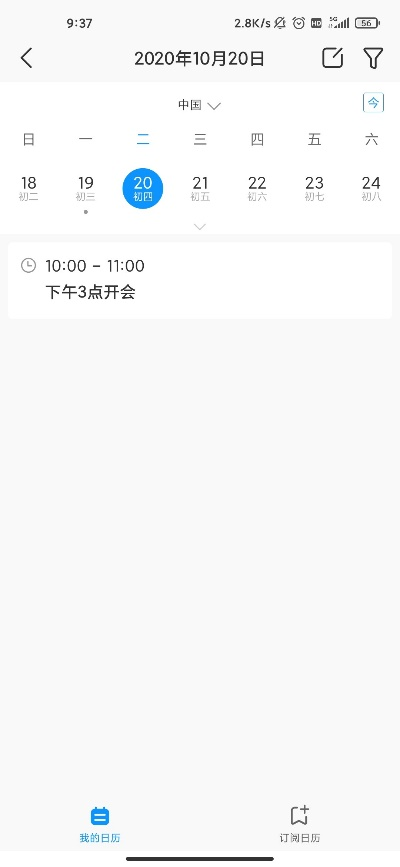 9:37 2.8K/s HD 5G 56
2020年10月20日
中国 今
日 一 二 三 四 五 六
18 19 20 21 22 23 24
初二 初三 初四 初五 初六 初七 初八
10:00 - 11:00
下午3点开会
我的日历 订阅日历